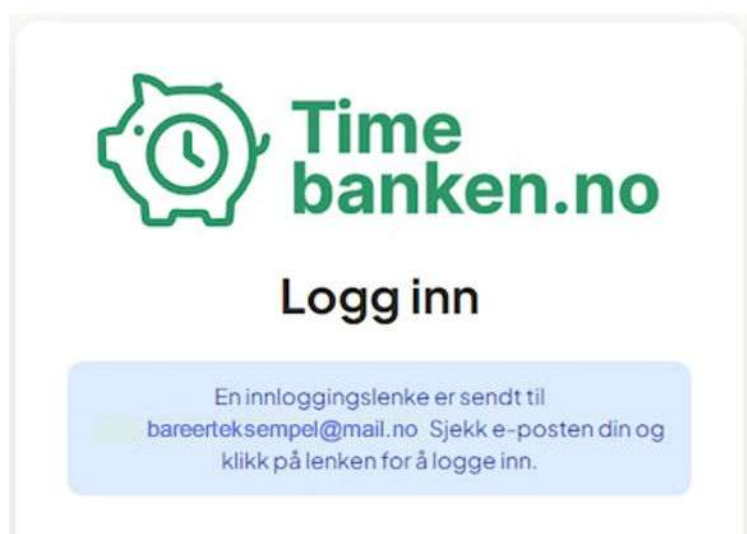 Time
banken.no
Logg inn
En innloggingslenke er sendt til
bareerteksempel@mail.no Sjekk e-posten din og
klikk på lenken for å logge inn.